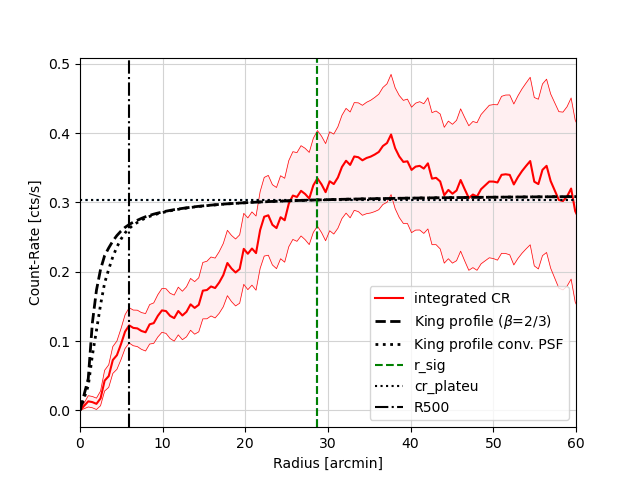 0.5
0.4
0.3
0.2
0.1
0.0
Count-Rate [cts/s]
integrated CR
King profile (β=2/3)
King profile conv. PSF
r_sig
cr_plateu
R500
0 10 20 30 40 50 60
Radius [arcmin]